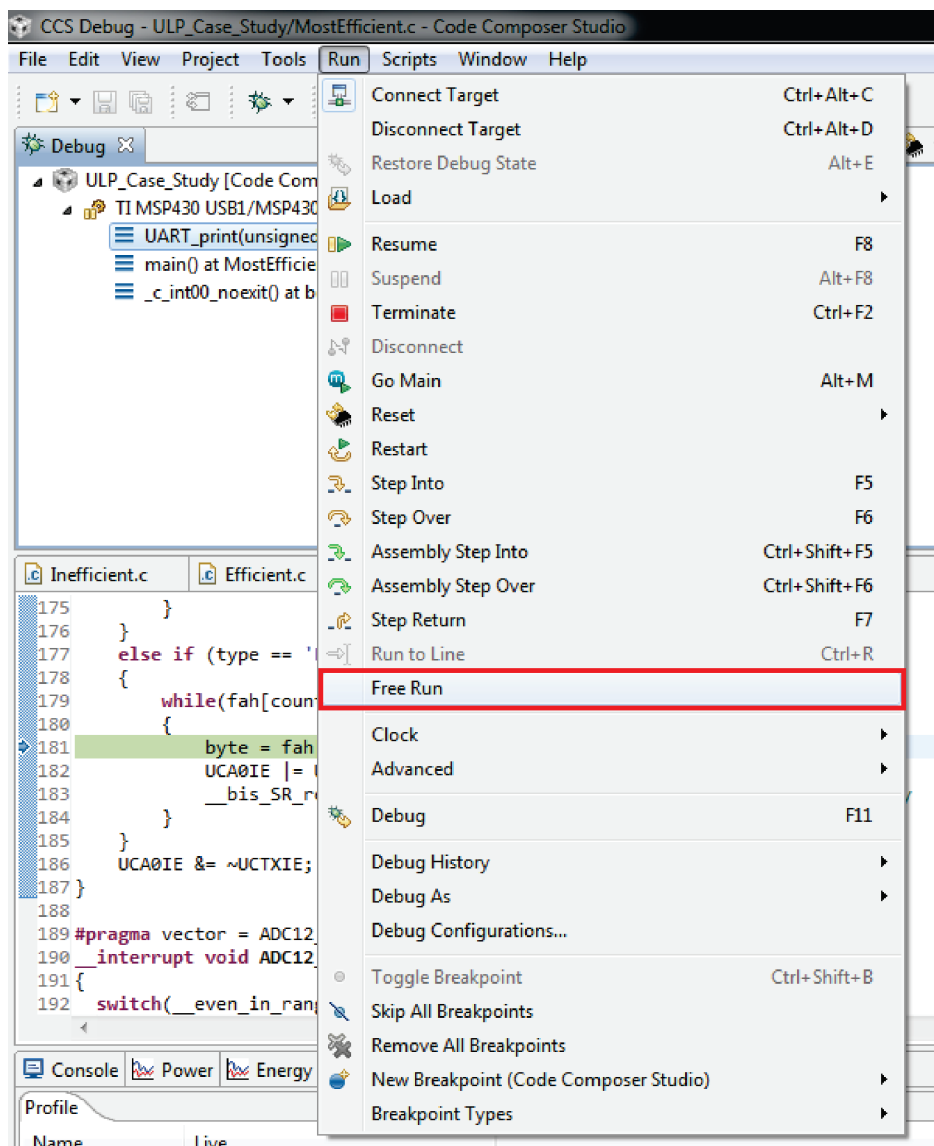 CCS Debug - ULP_Case_Study/MostEfficient.c - Code Composer Studio
File Edit View Project Tools Run Scripts Window Help
Debug
ULP_Case_Study [Code Com
TI MSP430 USB1/MSP430
UART_print(unsigned
main() at MostEfficie
_c_int00_noexit() at b
Connect Target Ctrl+Alt+C
Disconnect Target Ctrl+Alt+D
Restore Debug State Alt+E
Load
Resume F8
Suspend Alt+F8
Terminate Ctrl+F2
Disconnect
Go Main Alt+M
Reset
Restart
Step Into F5
Step Over F6
Assembly Step Into Ctrl+Shift+F5
Assembly Step Over Ctrl+Shift+F6
Step Return F7
Run to Line Ctrl+R
Free Run
Clock
Advanced
Debug F11
Debug History
Debug As
Debug Configurations...
Toggle Breakpoint Ctrl+Shift+B
Skip All Breakpoints
Remove All Breakpoints
New Breakpoint (Code Composer Studio)
Breakpoint Types
Inefficient.c Efficient.c
175 }
176 }
177 else if (type == '
178 {
179 while(fah[coun
180 {
181 byte = fah
182 UCA0IE |=
183 __bis_SR_r
184 }
185 }
186 UCA0IE &= ~UCTXIE;
187 }
188
189 #pragma vector = ADC12_
190 __interrupt void ADC12_
191 {
192 switch(__even_in_ran
Console Power Energy
Profile
Name Live